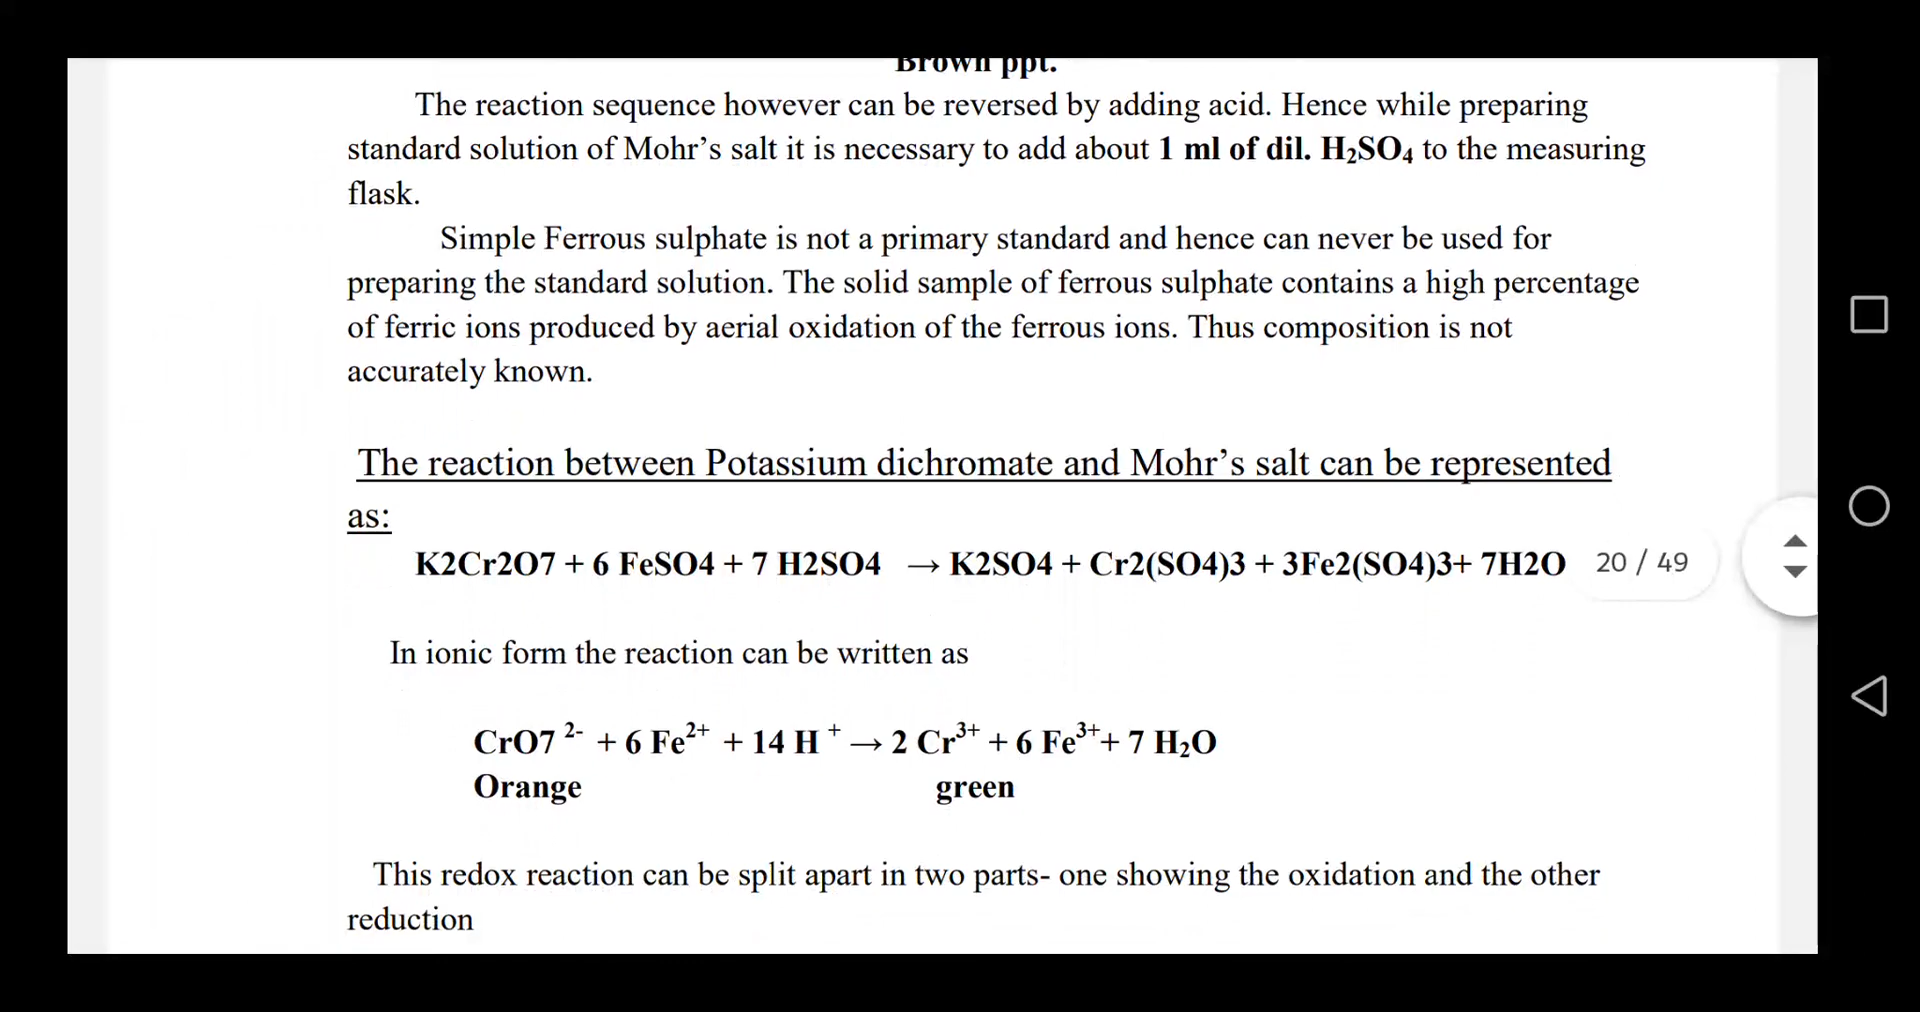 Brown ppt.
The reaction sequence however can be reversed by adding acid. Hence while preparing
standard solution of Mohr’s salt it is necessary to add about 1 ml of dil. H₂SO₄ to the measuring
flask.
Simple Ferrous sulphate is not a primary standard and hence can never be used for
preparing the standard solution. The solid sample of ferrous sulphate contains a high percentage
of ferric ions produced by aerial oxidation of the ferrous ions. Thus composition is not
accurately known.
The reaction between Potassium dichromate and Mohr’s salt can be represented
as:
K2Cr2O7 + 6 FeSO4 + 7 H2SO4 → K2SO4 + Cr2(SO4)3 + 3Fe2(SO4)3+ 7H2O
20 / 49
In ionic form the reaction can be written as
CrO7 ²⁻ + 6 Fe²⁺ + 14 H ⁺ → 2 Cr³⁺ + 6 Fe³⁺+ 7 H₂O
Orange green
This redox reaction can be split apart in two parts- one showing the oxidation and the other
reduction